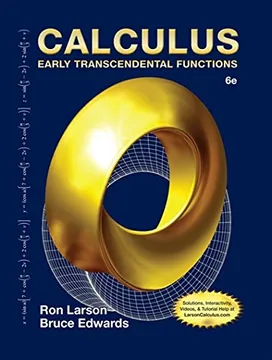 CALCULUS
EARLY TRANSCENDENTAL FUNCTIONS
6e
Ron Larson
Bruce Edwards
Solutions, Interactivity,
Videos, & Tutorial Help at
LarsonCalculus.com